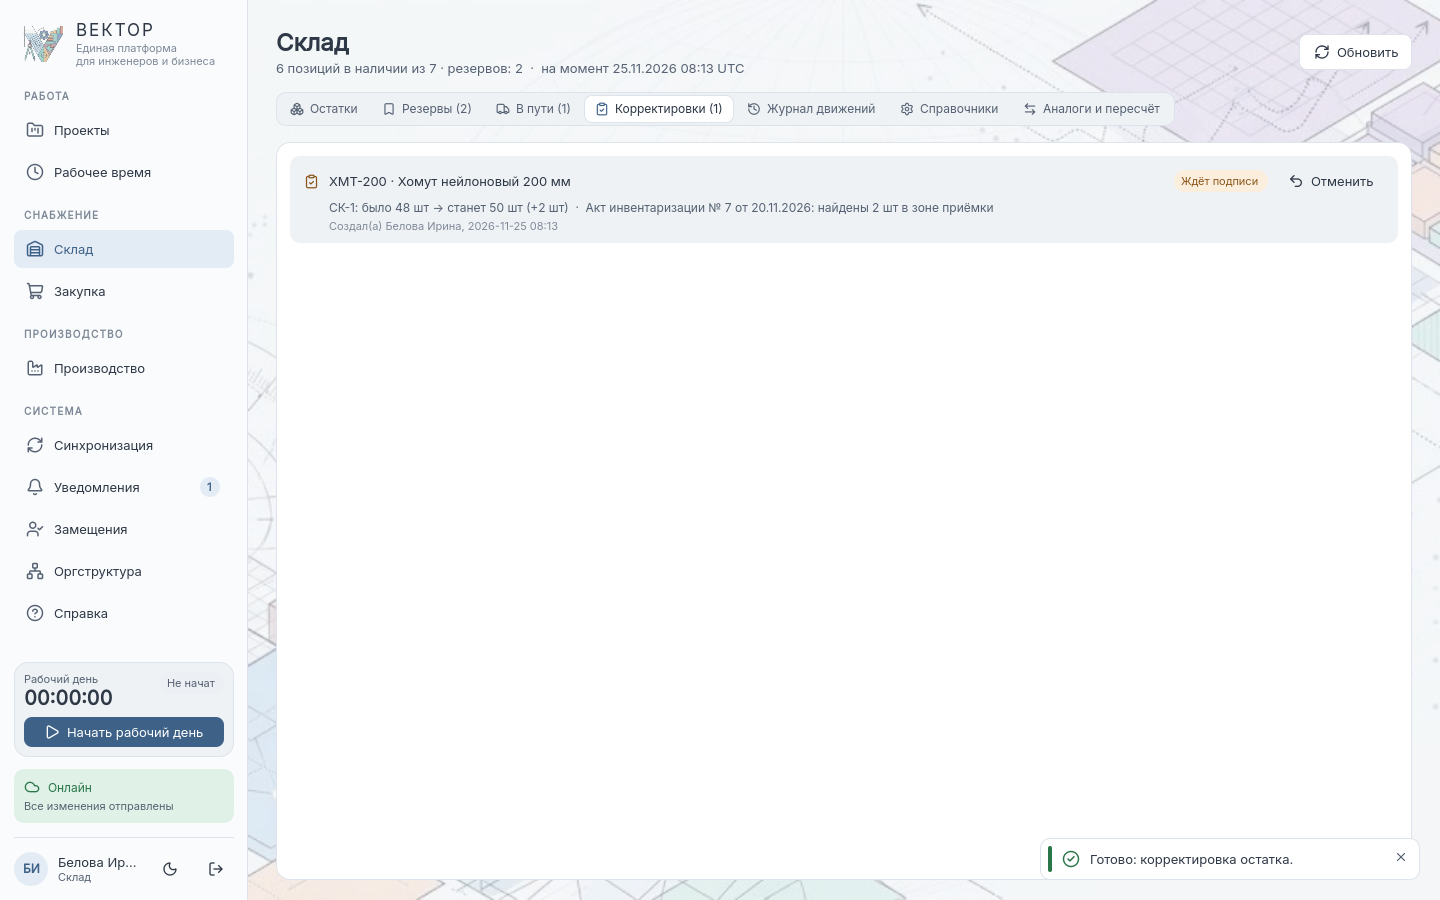 ВЕКТОР
Единая платформа
для инженеров и бизнеса
РАБОТА
Проекты
Рабочее время
СНАБЖЕНИЕ
Склад
Закупка
ПРОИЗВОДСТВО
Производство
СИСТЕМА
Синхронизация
Уведомления 1
Замещения
Оргструктура
Справка
Рабочий день
Не начат
00:00:00
Начать рабочий день
Онлайн
Все изменения отправлены
БИ
Белова Ир...
Склад
Склад
6 позиций в наличии из 7 · резервов: 2 · на момент 25.11.2026 08:13 UTC
Обновить
Остатки Резервы (2) В пути (1) Корректировки (1) Журнал движений Справочники Аналоги и пересчёт
ХМТ-200 · Хомут нейлоновый 200 мм
Ждёт подписи
Отменить
СК-1: было 48 шт → станет 50 шт (+2 шт) · Акт инвентаризации № 7 от 20.11.2026: найдены 2 шт в зоне приёмки
Создал(а) Белова Ирина, 2026-11-25 08:13
Готово: корректировка остатка.